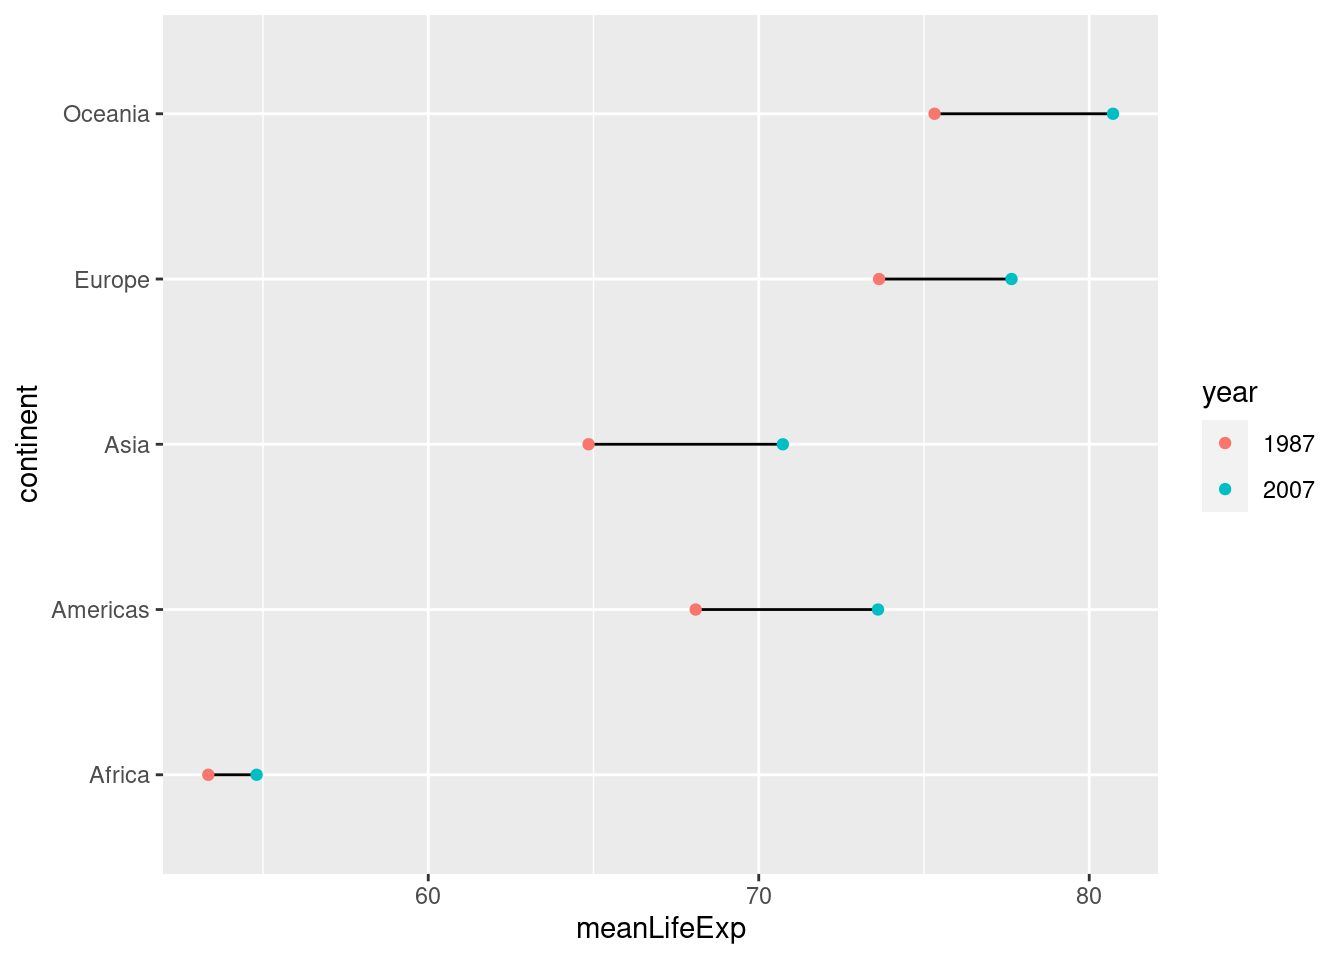 Oceania
Europe
Asia
Americas
Africa
continent
60 70 80
meanLifeExp
year
1987
2007